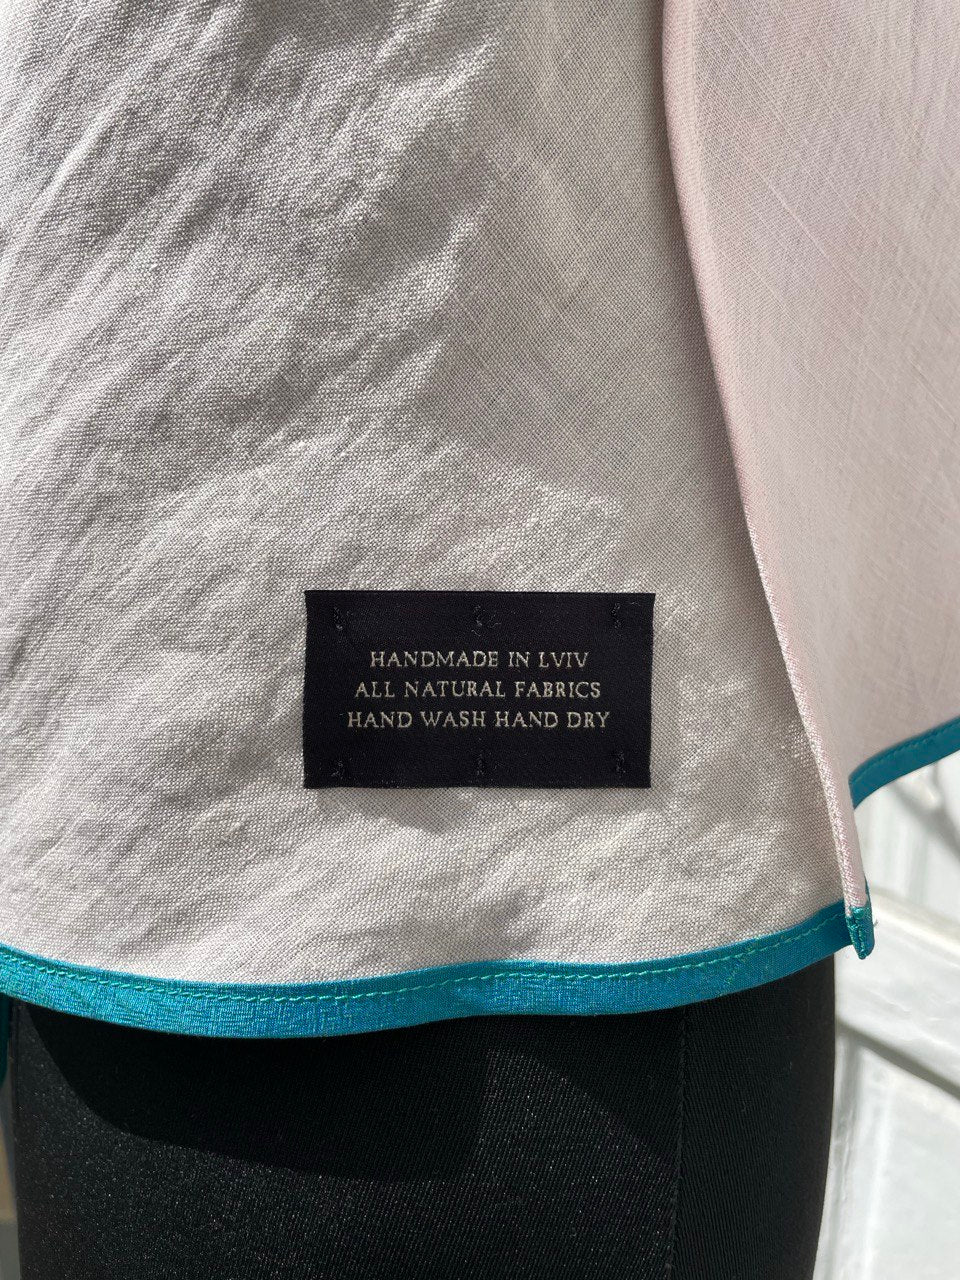 HANDMADE IN LVIV
ALL NATURAL FABRICS
HAND WASH HAND DRY